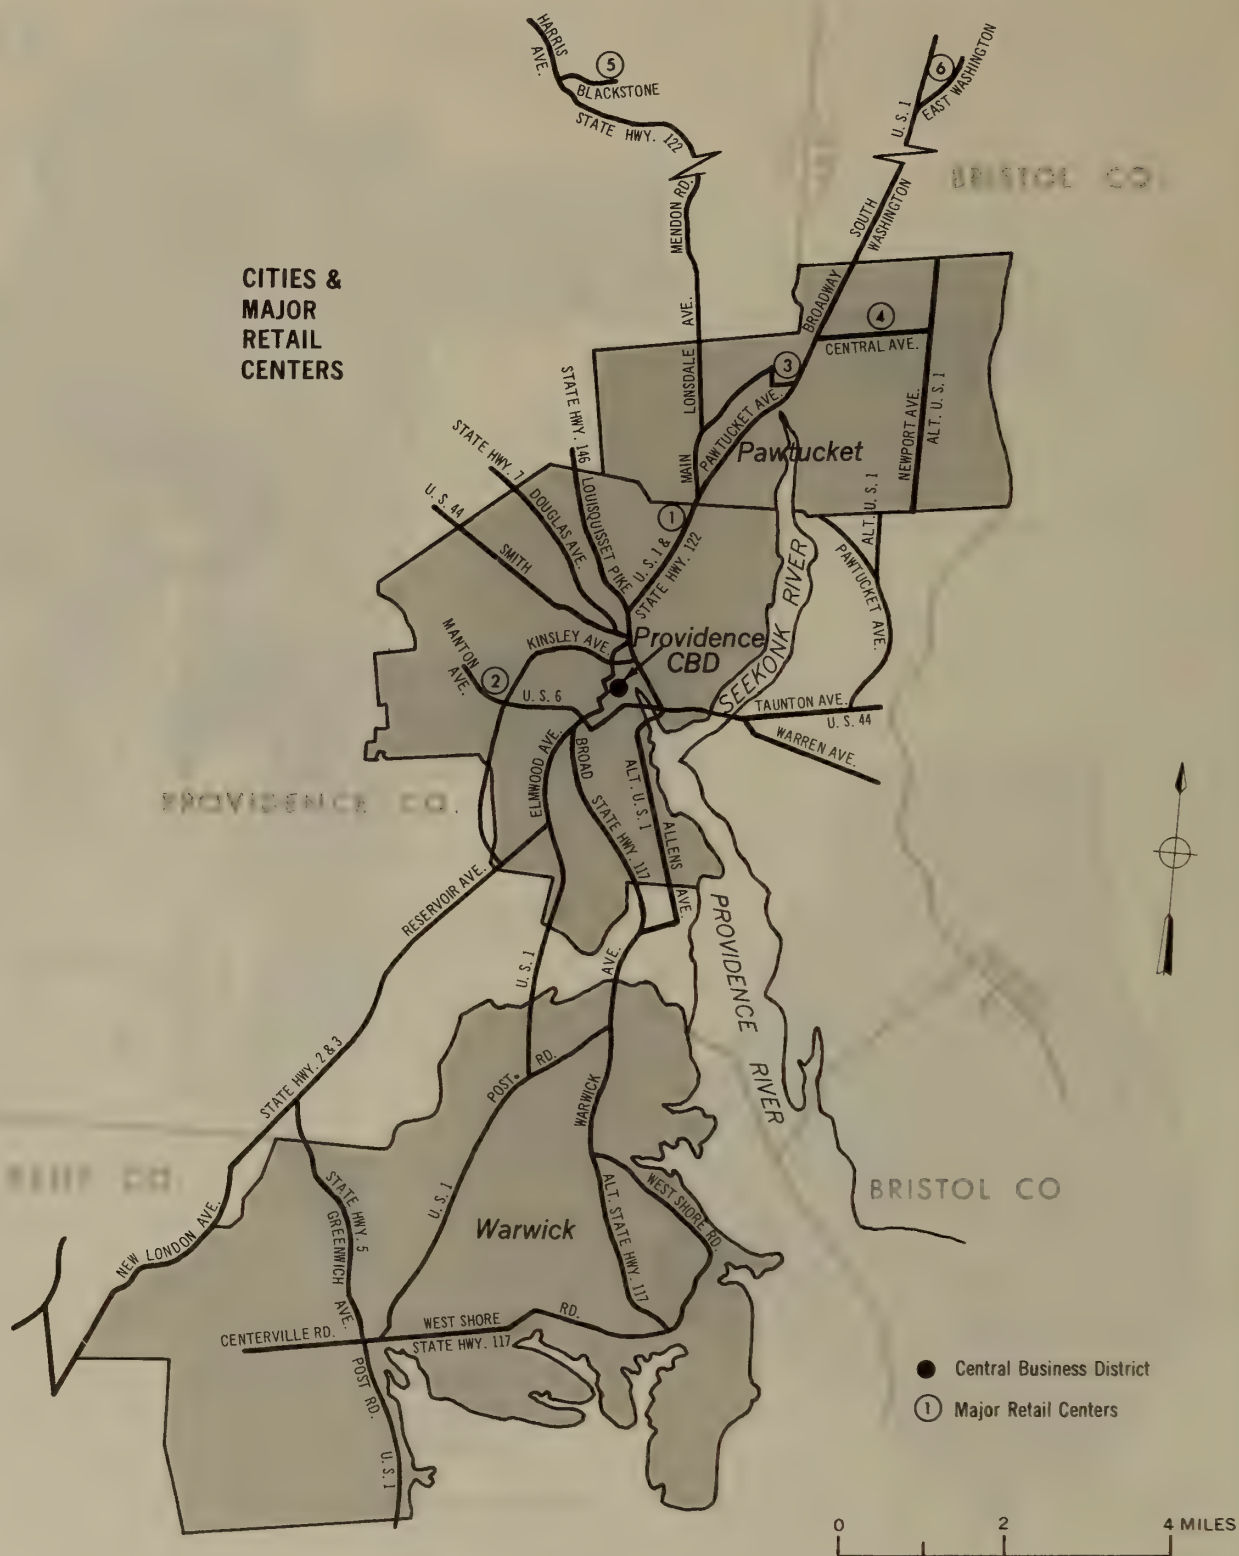 CITIES &
MAJOR
RETAIL
CENTERS
HARRIS
AVE.
5
BLACKSTONE
STATE HWY. 122
6
EAST WASHINGTON
U.S. 1
BRISTOL CO.
MENDON RD.
SOUTH
WASHINGTON
BROADWAY
4
CENTRAL AVE.
LONSDALE AVE.
3
PAWTUCKET AVE.
MAIN
Pawtucket
NEWPORT AVE.
ALT. U.S. 1
ALT. U.S. 1
PAWTUCKET AVE.
STATE HWY. 146
LOUISQUISSET PIKE
STATE HWY. 7
DOUGLAS AVE.
U.S. 44
SMITH
1
U.S. 1 &
STATE HWY. 122
SEEKONK RIVER
KINSLEY AVE.
Providence
CBD
MANTON
AVE.
2
U.S. 6
TAUNTON AVE.
U.S. 44
WARREN AVE.
ELMWOOD AVE.
BROAD
STATE HWY. 117
ALT. U.S. 1
ALLENS
AVE.
PROVIDENCE CO.
RESERVOIR AVE.
U.S. 1
AVE.
PROVIDENCE
RIVER
STATE HWY. 2 & 3
POST RD.
WARWICK
U.S. 1
STATE HWY. 5
GREENWICH
AVE.
Warwick
ALT. STATE HWY. 117
WEST SHORE RD.
BRISTOL CO
KENT CO.
NEW LONDON AVE.
CENTERVILLE RD.
WEST SHORE RD.
STATE HWY. 117
POST RD.
U.S. 1
Central Business District
1 Major Retail Centers
0 2 4 MILES